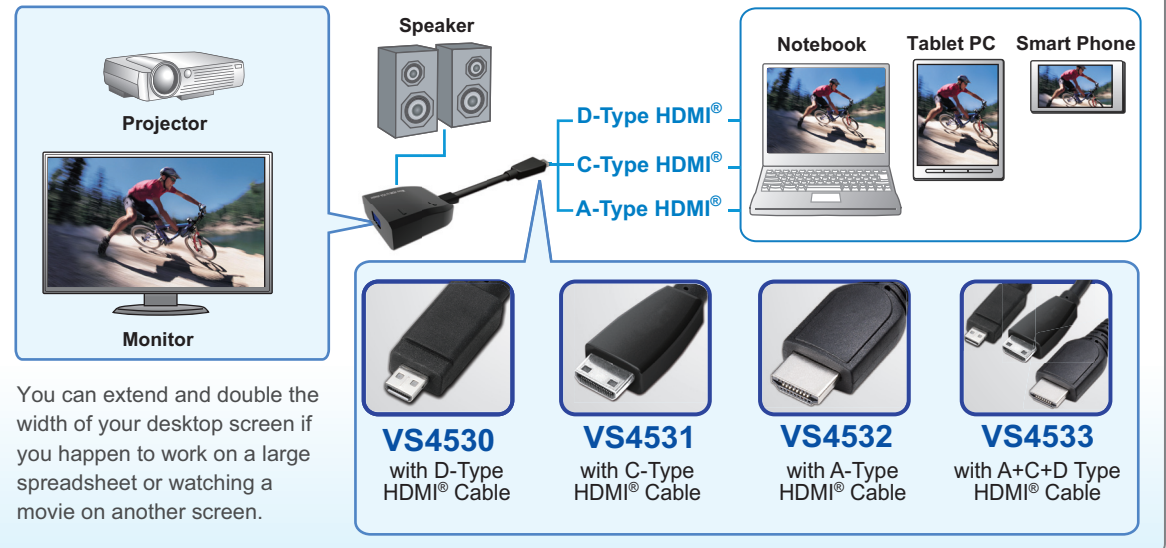 Projector
Monitor
Speaker
D-Type HDMI®
C-Type HDMI®
A-Type HDMI®
Notebook
Tablet PC
Smart Phone
VS4530
with D-Type
HDMI® Cable
VS4531
with C-Type
HDMI® Cable
VS4532
with A-Type
HDMI® Cable
VS4533
with A+C+D Type
HDMI® Cable
You can extend and double the
width of your desktop screen if
you happen to work on a large
spreadsheet or watching a
movie on another screen.